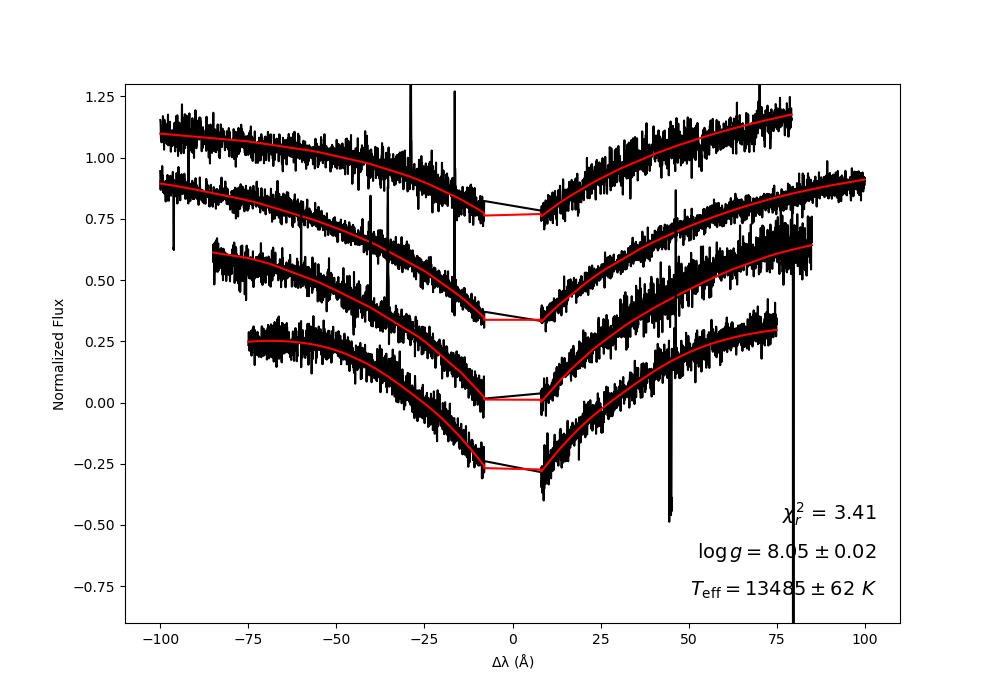 1.25
1.00
0.75
0.50
0.25
0.00
−0.25
−0.50
−0.75
Normalized Flux
χ²ᵣ = 3.41
log g = 8.05 ± 0.02
T_eff = 13485 ± 62 K
−100 −75 −50 −25 0 25 50 75 100
Δλ (Å)